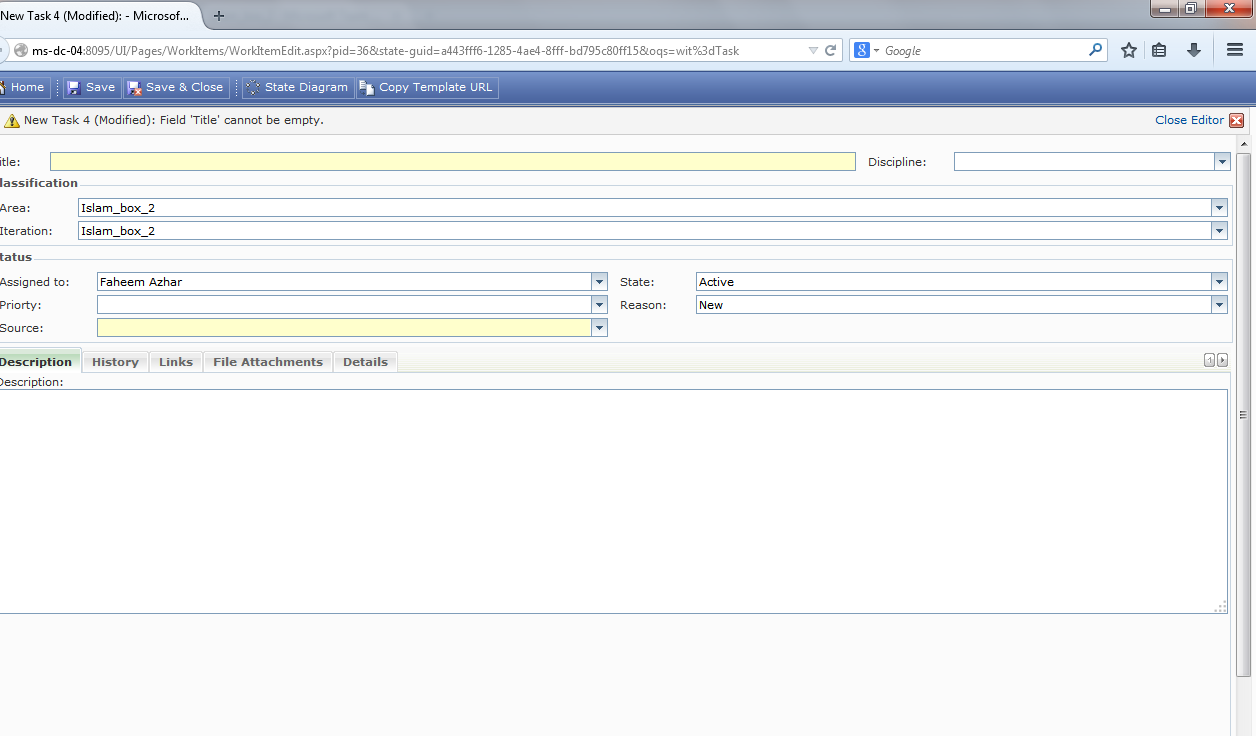 New Task 4 (Modified): - Microsof...
ms-dc-04:8095/UI/Pages/WorkItems/WorkItemEdit.aspx?pid=36&state-guid=a443fff6-1285-4ae4-8fff-bd795c80ff15&oqs=wit%3dTask
8 Google
Home Save Save & Close State Diagram Copy Template URL
New Task 4 (Modified): Field 'Title' cannot be empty. Close Editor
itle: Discipline:
lassification
Area: Islam_box_2
Iteration: Islam_box_2
tatus
Assigned to: Faheem Azhar State: Active
Priorty: Reason: New
Source:
Description History Links File Attachments Details
Description: